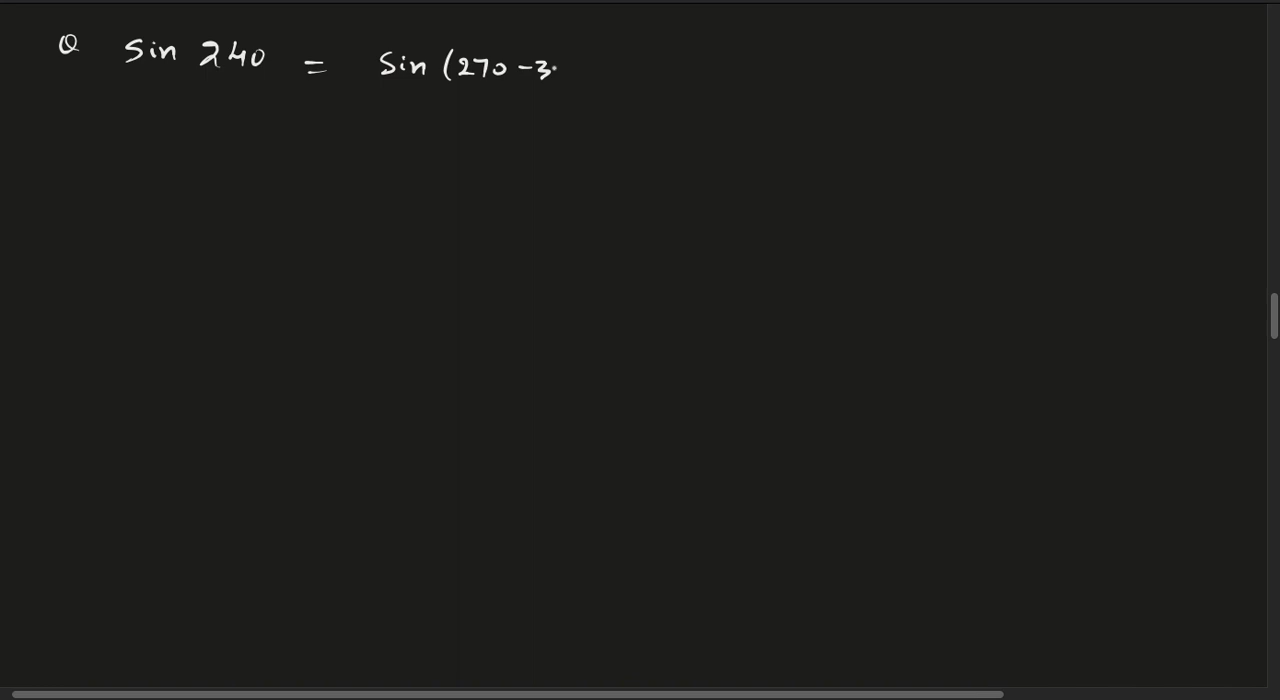 Q sin 240 = sin (270 -3